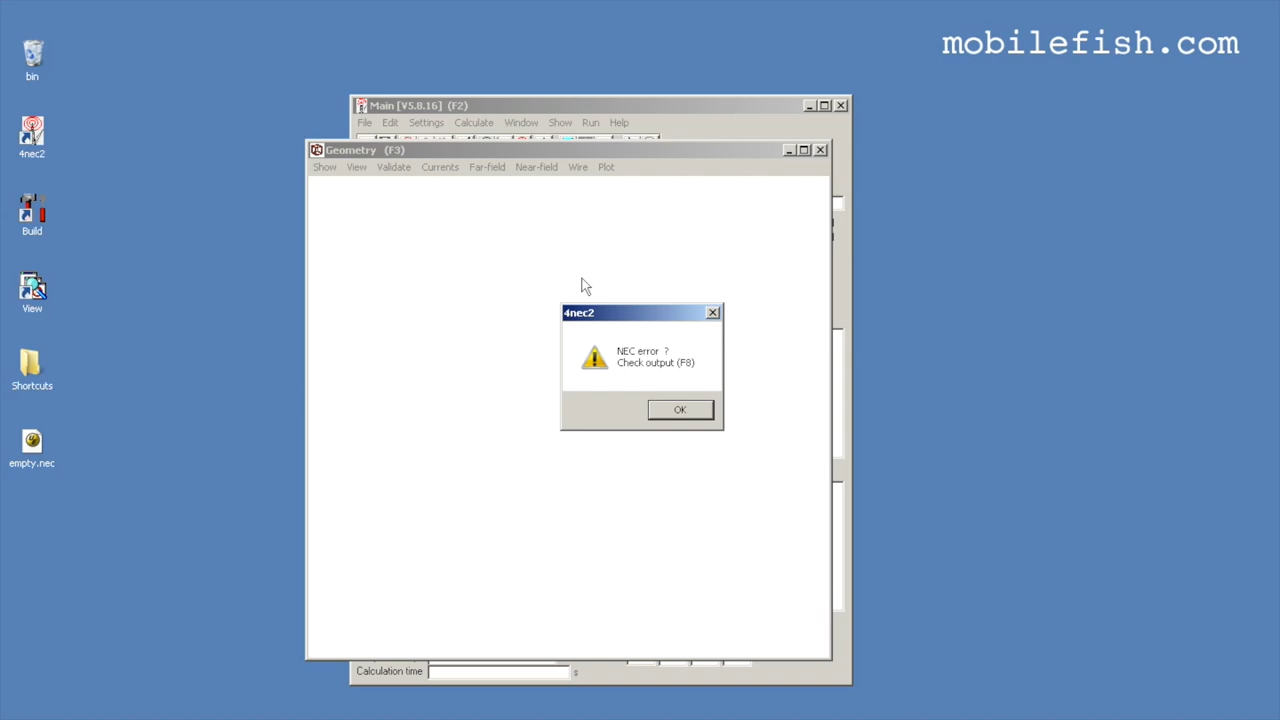 mobilefish.com
bin
4nec2
Build
View
Shortcuts
empty.nec
Main [V5.8.16] (F2)
File Edit Settings Calculate Window Show Run Help
Geometry (F3)
Show View Validate Currents Far-field Near-field Wire Plot
4nec2
NEC error ?
Check output (F8)
OK
Calculation time
s